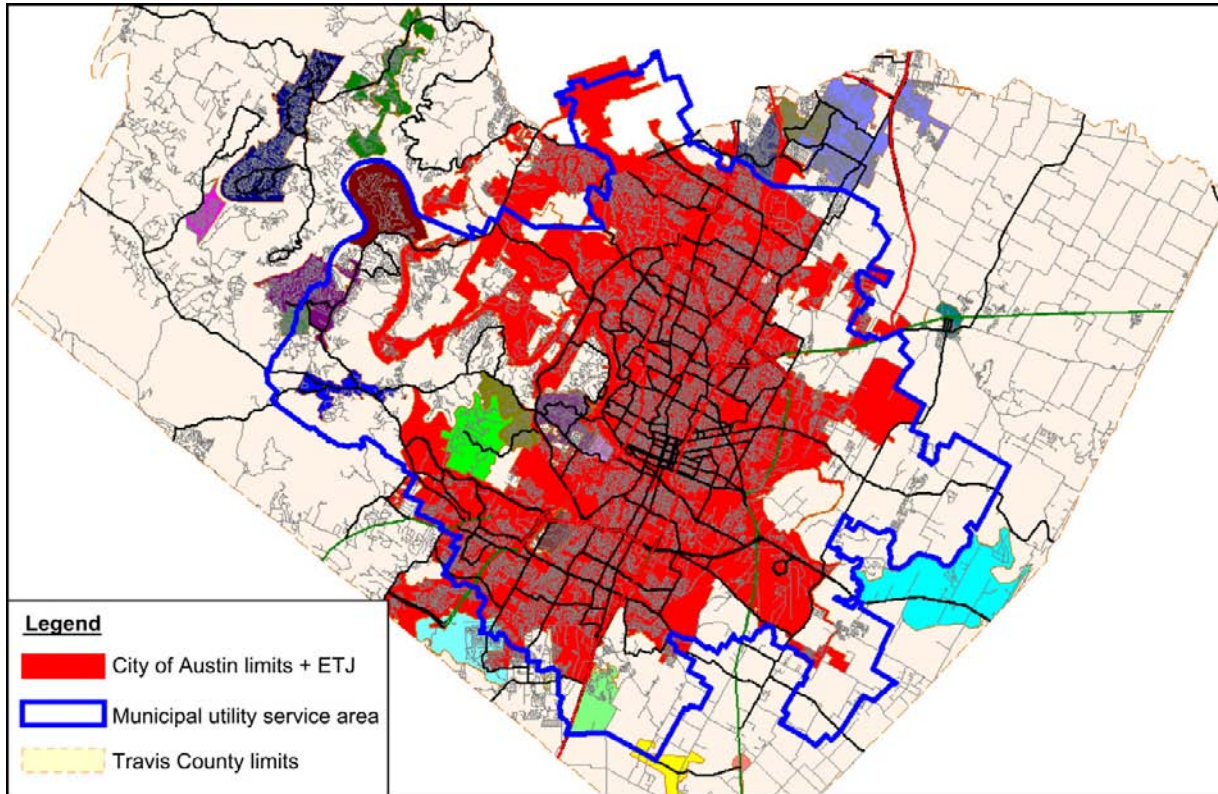 Legend
City of Austin limits + ETJ
Municipal utility service area
Travis County limits